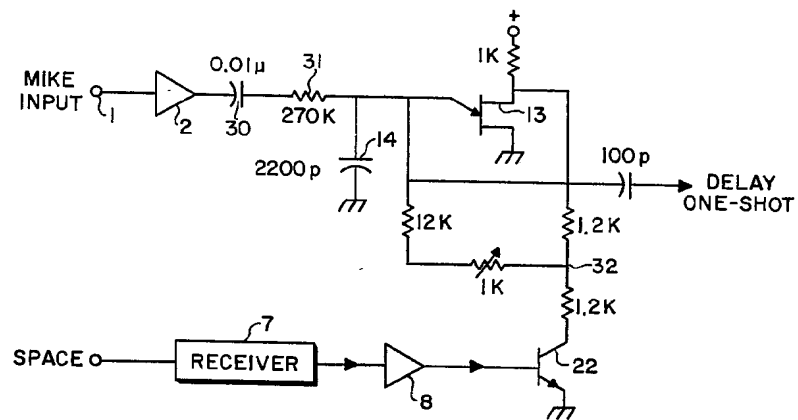 +
1K
MIKE
INPUT
1
2
0.01μ
30
31
270K
13
14
2200p
100p
DELAY
ONE-SHOT
12K
1.2K
1K
32
1.2K
SPACE
7
RECEIVER
8
22